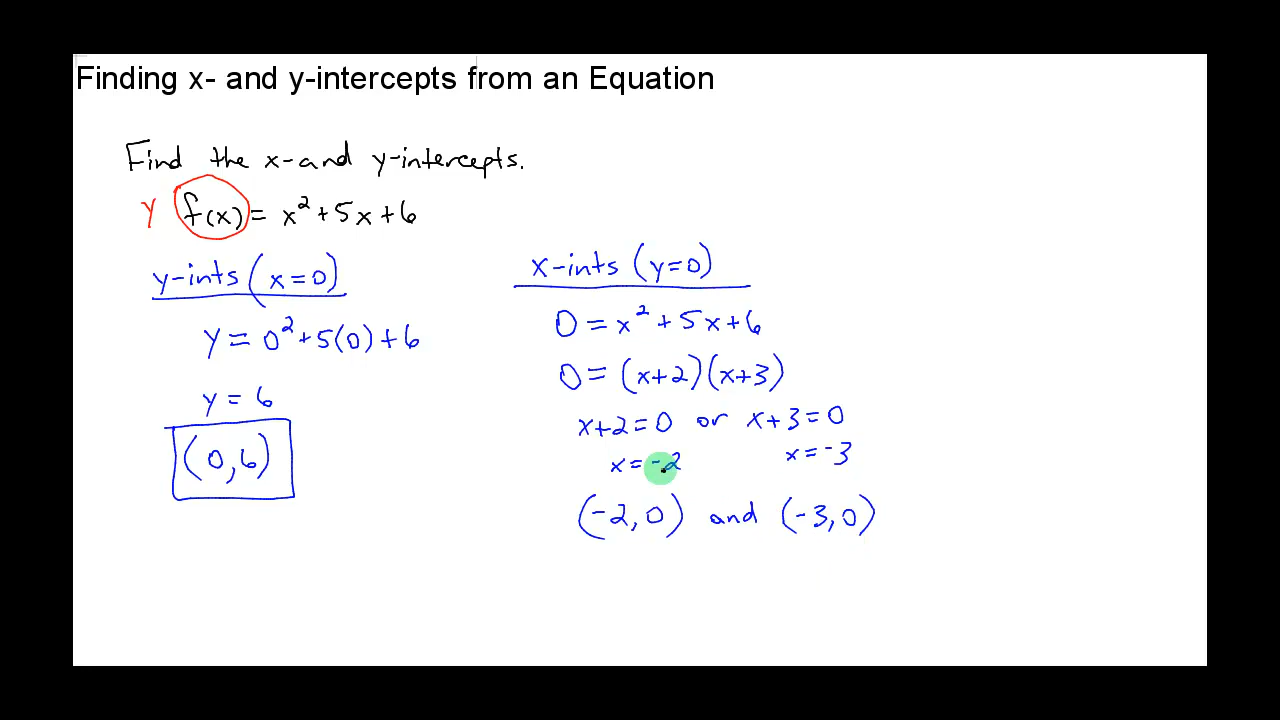 Finding x- and y-intercepts from an Equation
Find the x-and y-intercepts.
y f(x) = x² + 5x + 6
y-ints (x=0)
y = 0² + 5(0) + 6
y = 6
(0,6)
x-ints (y=0)
0 = x² + 5x + 6
0 = (x+2)(x+3)
x+2=0 or x+3=0
x=-2 x=-3
(-2,0) and (-3,0)